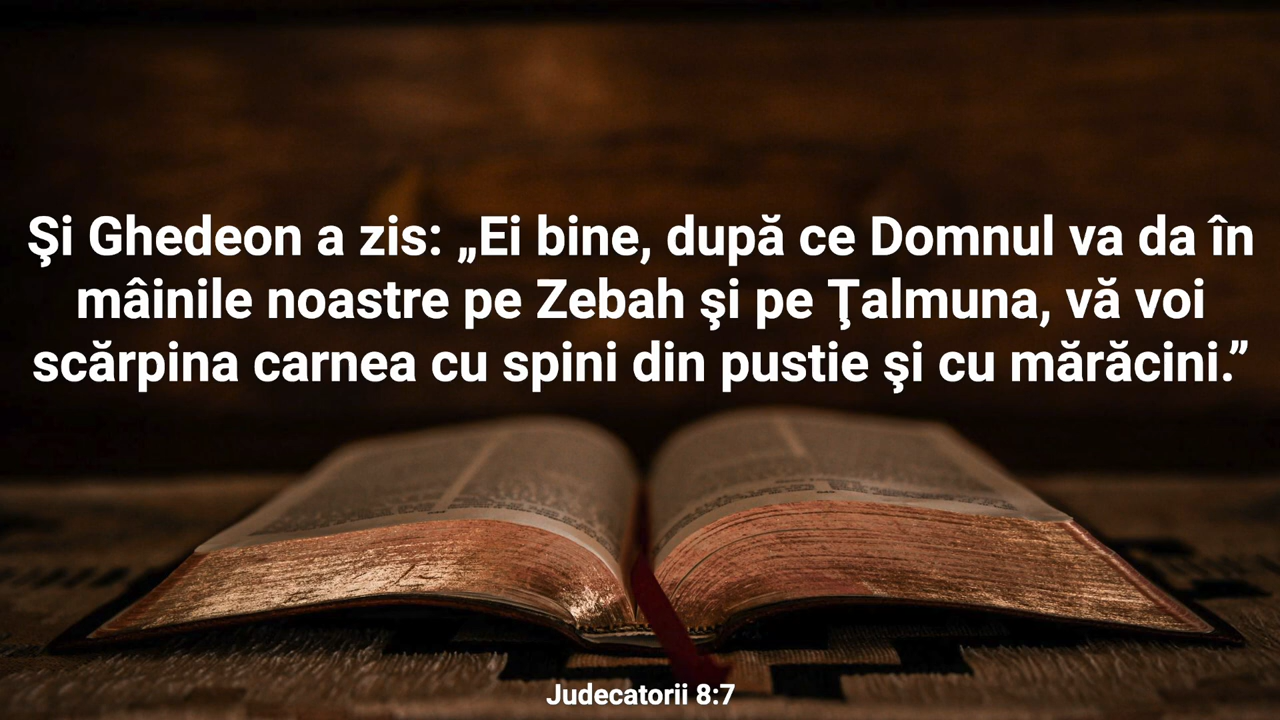 Şi Ghedeon a zis: „Ei bine, după ce Domnul va da în
mâinile noastre pe Zebah şi pe Ţalmuna, vă voi
scărpina carnea cu spini din pustie şi cu mărăcini.”
Judecatorii 8:7